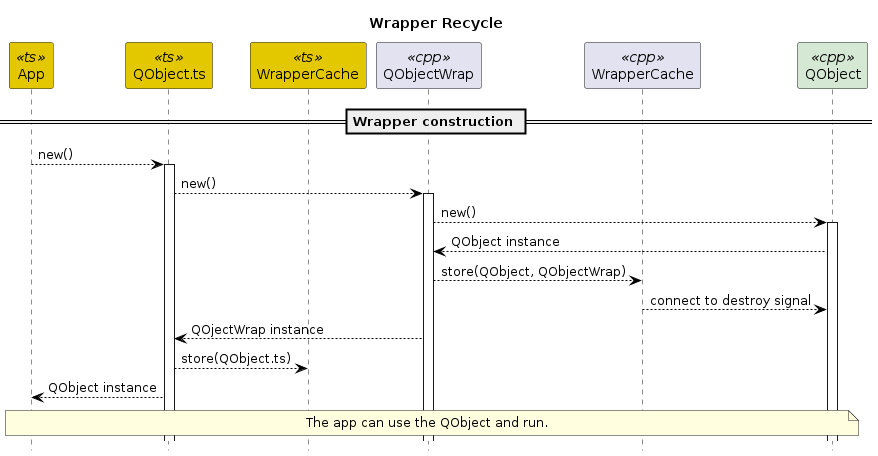 Wrapper Recycle
«ts»
App
«ts»
QObject.ts
«ts»
WrapperCache
«cpp»
QObjectWrap
«cpp»
WrapperCache
«cpp»
QObject
Wrapper construction
new()
new()
new()
QObject instance
store(QObject, QObjectWrap)
connect to destroy signal
QOjectWrap instance
store(QObject.ts)
QObject instance
The app can use the QObject and run.